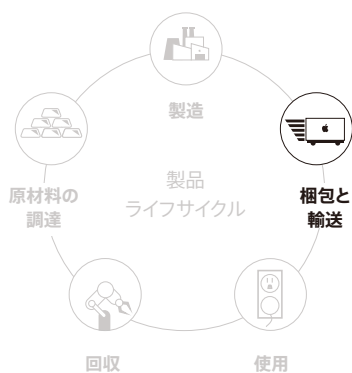 製造
原材料の
調達
製品
ライフサイクル
梱包と
輸送
回収
使用